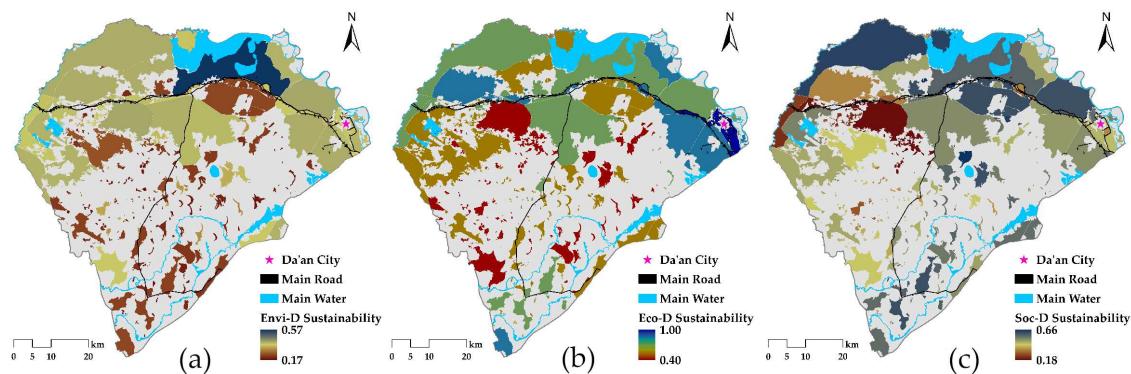 N
Da'an City
Main Road
Main Water
Envi-D Sustainability
0.57
0.17
km
0 5 10 20
(a)
N
Da'an City
Main Road
Main Water
Eco-D Sustainability
1.00
0.40
km
0 5 10 20
(b)
N
Da'an City
Main Road
Main Water
Soc-D Sustainability
0.66
0.18
km
0 5 10 20
(c)